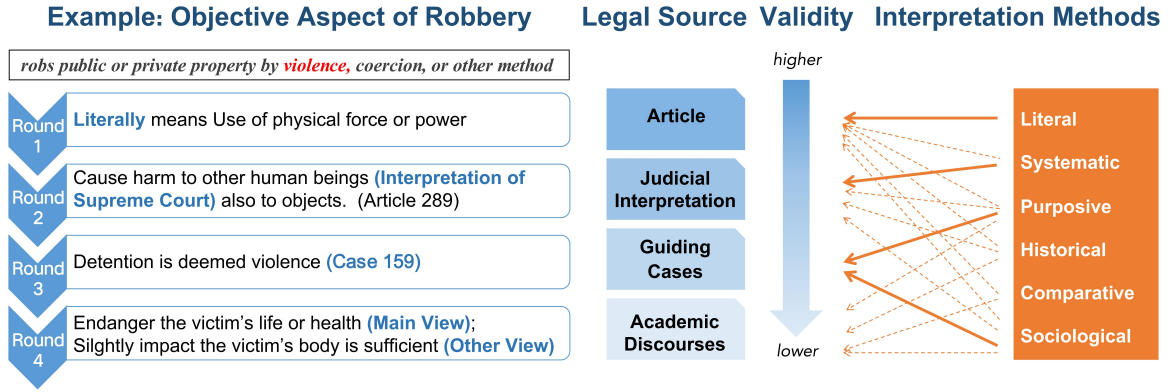 Example: Objective Aspect of Robbery
robs public or private property by violence, coercion, or other method
Round
1
Literally means Use of physical force or power
Round
2
Cause harm to other human beings (Interpretation of
Supreme Court) also to objects. (Article 289)
Round
3
Detention is deemed violence (Case 159)
Round
4
Endanger the victim's life or health (Main View);
Silghtly impact the victim's body is sufficient (Other View)
Legal Source
Article
Judicial
Interpretation
Guiding
Cases
Academic
Discourses
Validity
higher
lower
Interpretation Methods
Literal
Systematic
Purposive
Historical
Comparative
Sociological